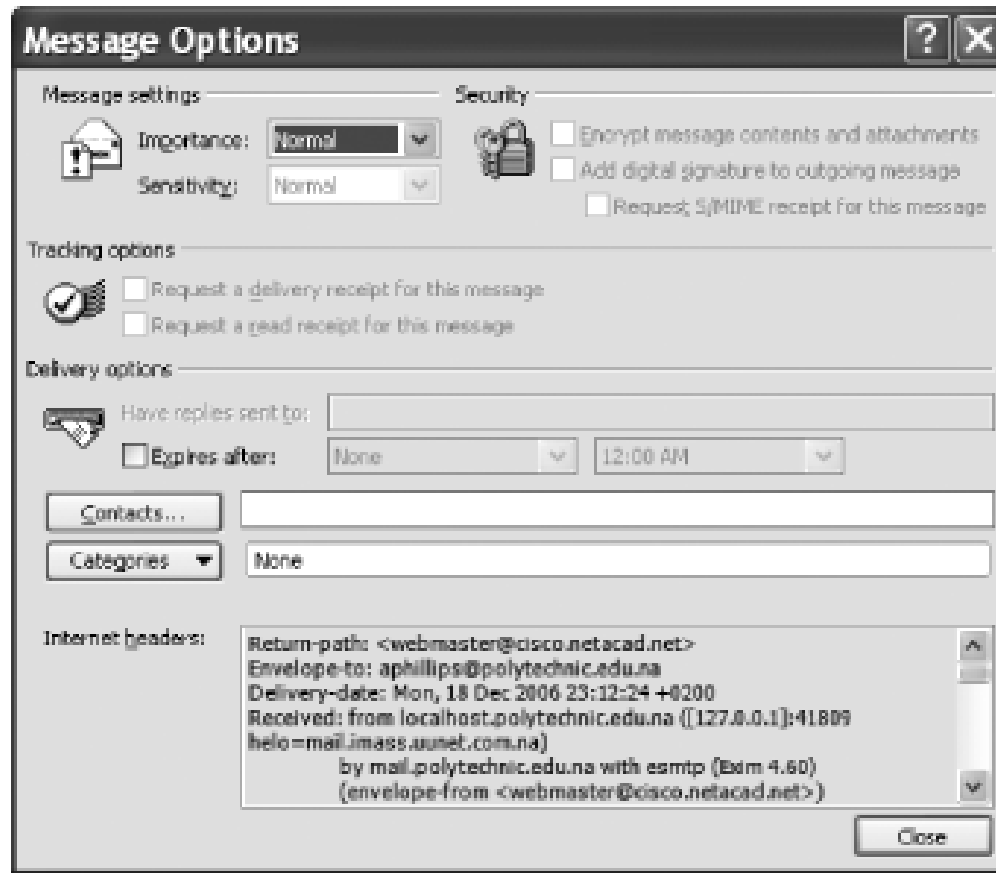 Message Options
Message settings
Importance: Normal
Sensitivity: Normal
Security
Encrypt message contents and attachments
Add digital signature to outgoing message
Request S/MIME receipt for this message
Tracking options
Request a delivery receipt for this message
Request a read receipt for this message
Delivery options
Have replies sent to:
Expires after: None 12:00 AM
Contacts...
Categories None
Internet headers:
Return-path: <webmaster@cisco.netacad.net>
Envelope-to: aphillips@polytechnic.edu.na
Delivery-date: Mon, 18 Dec 2006 23:12:24 +0200
Received: from localhost.polytechnic.edu.na ([127.0.0.1]:41809
helo=mail.imass.uunet.com.na)
by mail.polytechnic.edu.na with esmtp (Exim 4.60)
(envelope-from <webmaster@cisco.netacad.net>)
Close